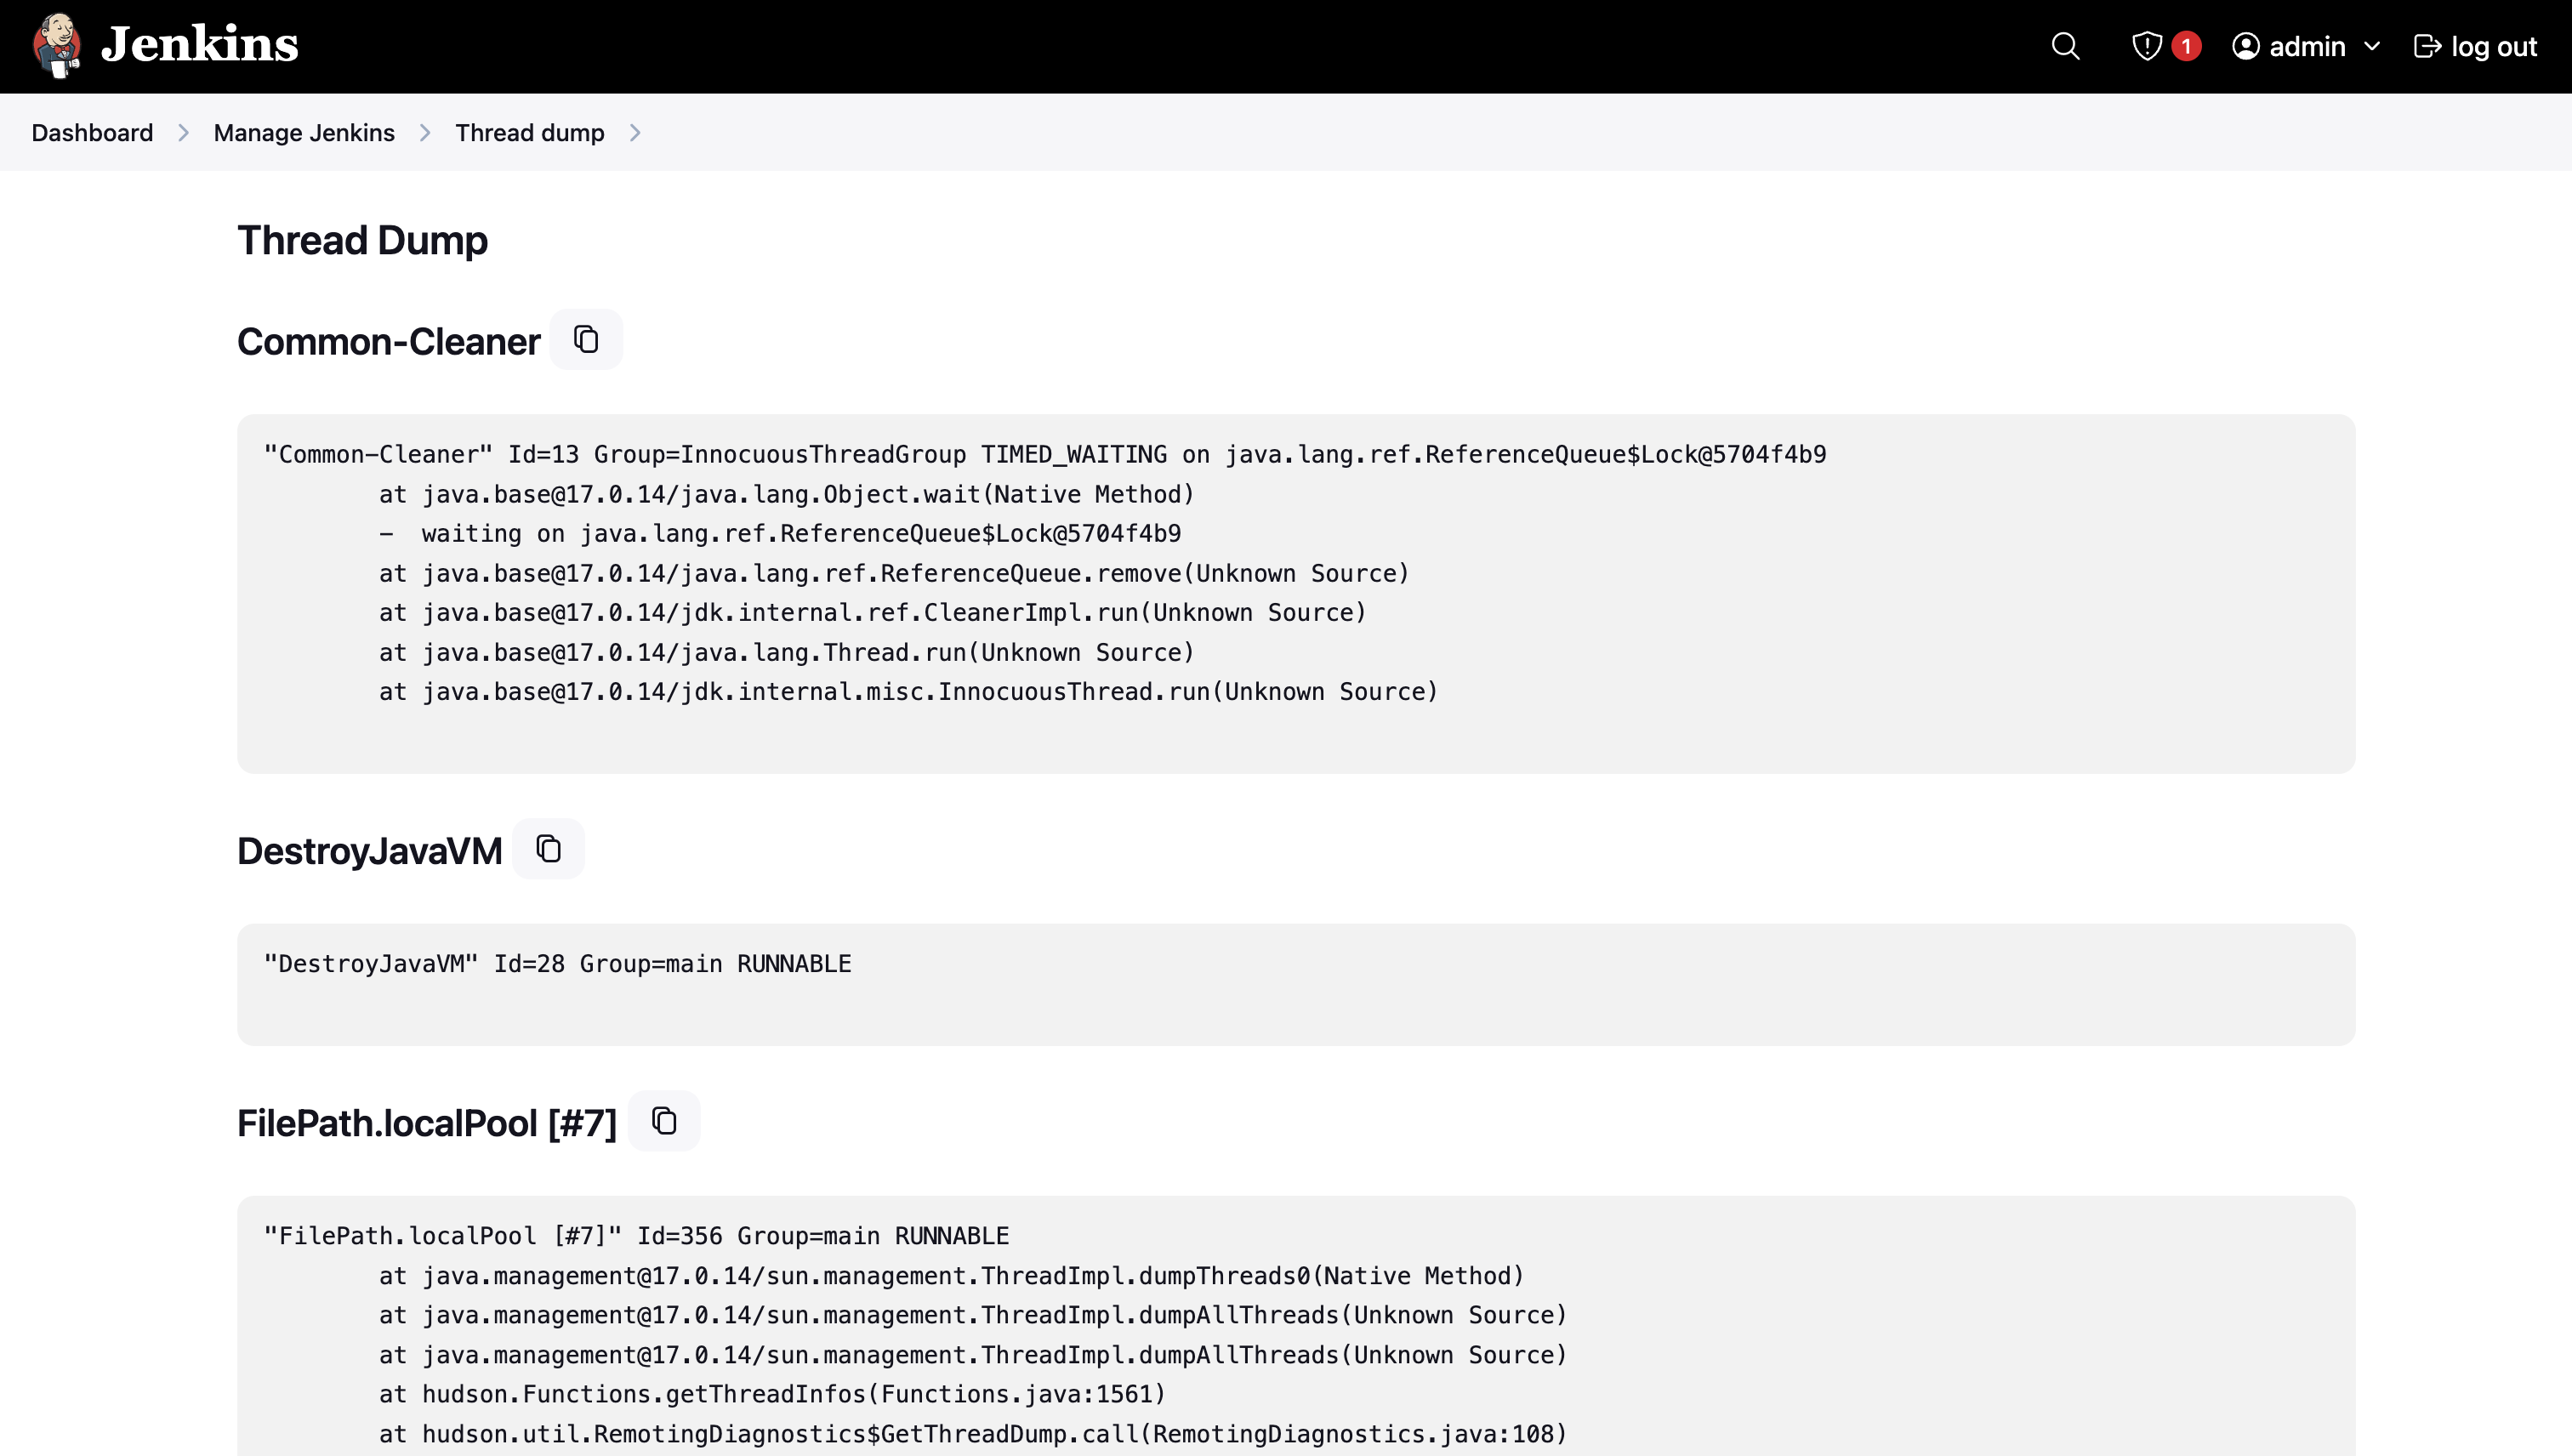 Jenkins
1
admin
log out
Dashboard
Manage Jenkins
Thread dump
Thread Dump
Common-Cleaner
"Common-Cleaner" Id=13 Group=InnocuousThreadGroup TIMED_WAITING on java.lang.ref.ReferenceQueue$Lock@5704f4b9
at java.base@17.0.14/java.lang.Object.wait(Native Method)
-  waiting on java.lang.ref.ReferenceQueue$Lock@5704f4b9
at java.base@17.0.14/java.lang.ref.ReferenceQueue.remove(Unknown Source)
at java.base@17.0.14/jdk.internal.ref.CleanerImpl.run(Unknown Source)
at java.base@17.0.14/java.lang.Thread.run(Unknown Source)
at java.base@17.0.14/jdk.internal.misc.InnocuousThread.run(Unknown Source)
DestroyJavaVM
"DestroyJavaVM" Id=28 Group=main RUNNABLE
FilePath.localPool [#7]
"FilePath.localPool [#7]" Id=356 Group=main RUNNABLE
at java.management@17.0.14/sun.management.ThreadImpl.dumpThreads0(Native Method)
at java.management@17.0.14/sun.management.ThreadImpl.dumpAllThreads(Unknown Source)
at java.management@17.0.14/sun.management.ThreadImpl.dumpAllThreads(Unknown Source)
at hudson.Functions.getThreadInfos(Functions.java:1561)
at hudson.util.RemotingDiagnostics$GetThreadDump.call(RemotingDiagnostics.java:108)